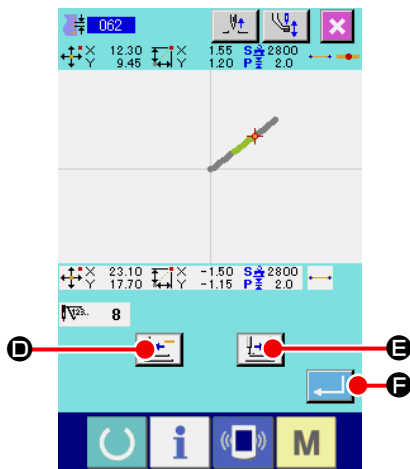 062
X 12.30 X 1.55 S 2800
Y 9.45 Y 1.20 P 2.0
X 23.10 X -1.50 S 2800
Y 17.70 Y -1.15 P 2.0
123.. 8
D E
F
i M